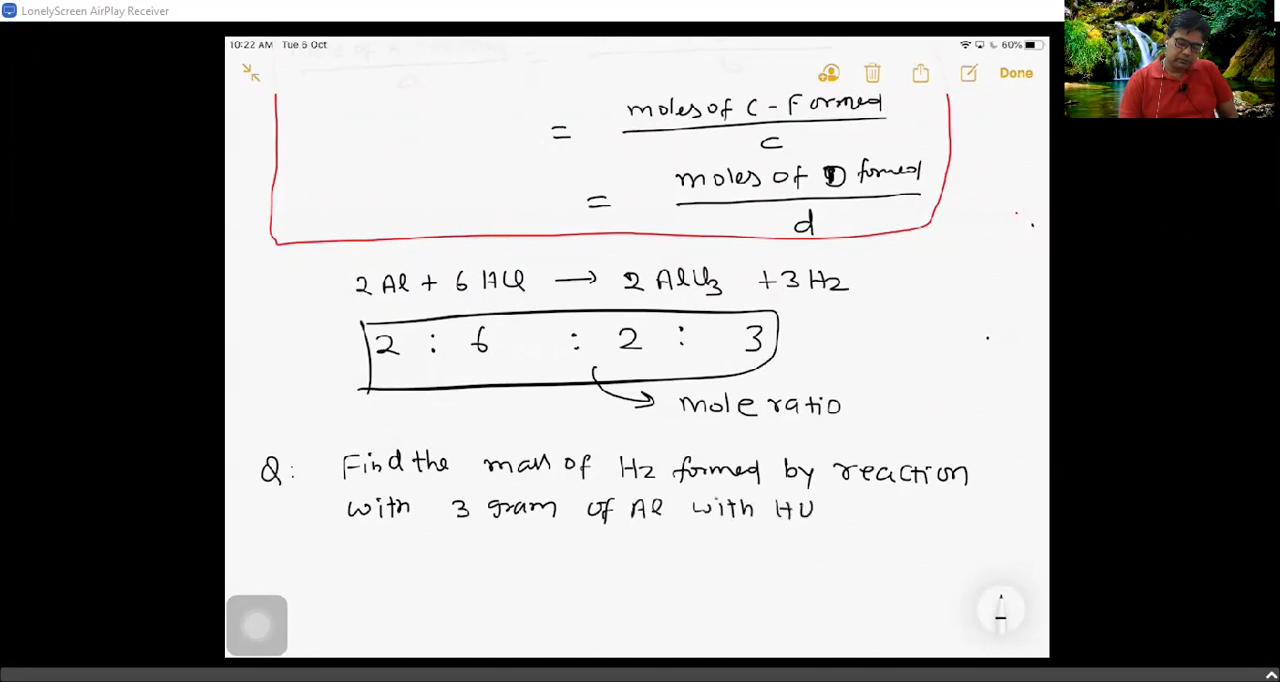 LonelyScreen AirPlay Receiver
10:22 AM Tue 5 Oct
60%
Done
= moles of C - Formed
c
= moles of D formed
d
2 Al + 6 HCl → 2 AlCl3 + 3 H2
2 : 6 : 2 : 3
mole ratio
Q: Find the mass of H2 formed by reaction
with 3 gram of Al with HCl